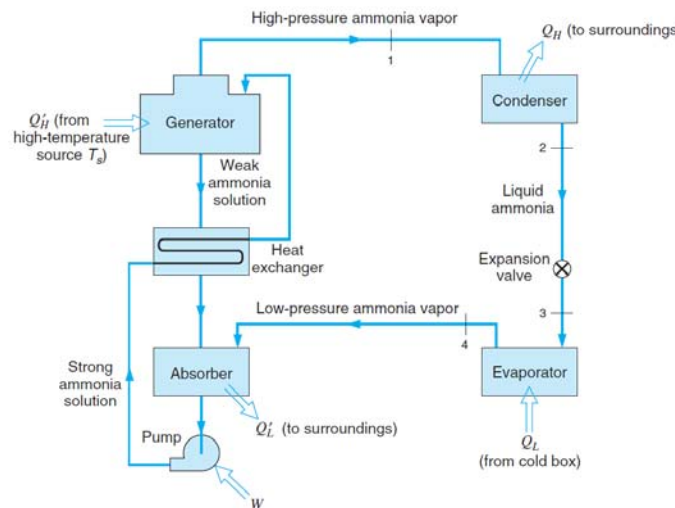 High-pressure ammonia vapor
1
Q_H (to surroundings)
Condenser
Q′_H (from
high-temperature
source T_s)
Generator
2
Weak
ammonia
solution
Liquid
ammonia
Heat
exchanger
Expansion
valve
3
Low-pressure ammonia vapor
4
Strong
ammonia
solution
Absorber
Evaporator
Q′_L (to surroundings)
Pump
Q_L
(from cold box)
W